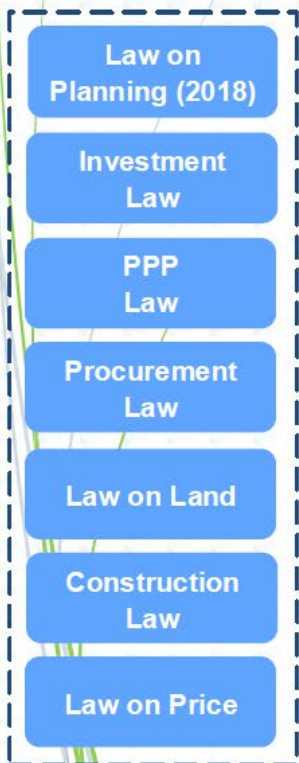 Law on
Planning (2018)
Investment
Law
PPP
Law
Procurement
Law
Law on Land
Construction
Law
Law on Price